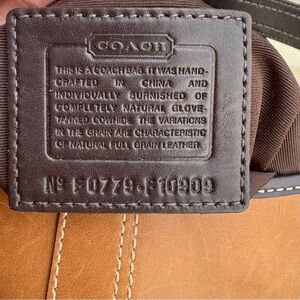 COACH
THIS IS A COACH BAG. IT WAS HAND-
CRAFTED IN CHINA AND
INDIVIDUALLY BURNISHED OF
COMPLETELY NATURAL GLOVE-
TANNED COWHIDE. THE VARIATIONS
IN THE GRAIN ARE CHARACTERISTIC
OF NATURAL FULL GRAIN LEATHER.
Nº F0779-F10909